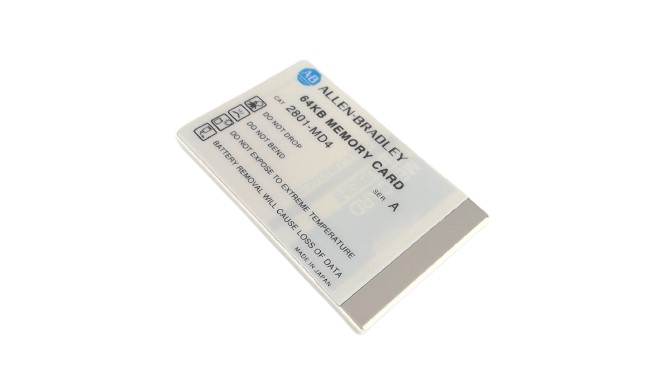 AB ALLEN-BRADLEY
64KB MEMORY CARD
CAT 2801-MD4 SER A
DO NOT DROP
DO NOT BEND
DO NOT EXPOSE TO EXTREME TEMPERATURE
BATTERY REMOVAL WILL CAUSE LOSS OF DATA
MADE IN JAPAN